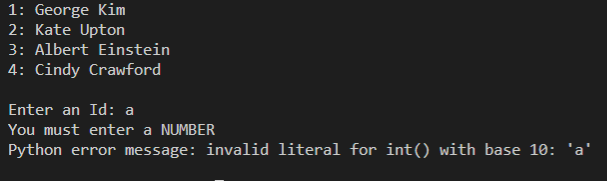 1: George Kim
2: Kate Upton
3: Albert Einstein
4: Cindy Crawford
Enter an Id: a
You must enter a NUMBER
Python error message: invalid literal for int() with base 10: 'a'